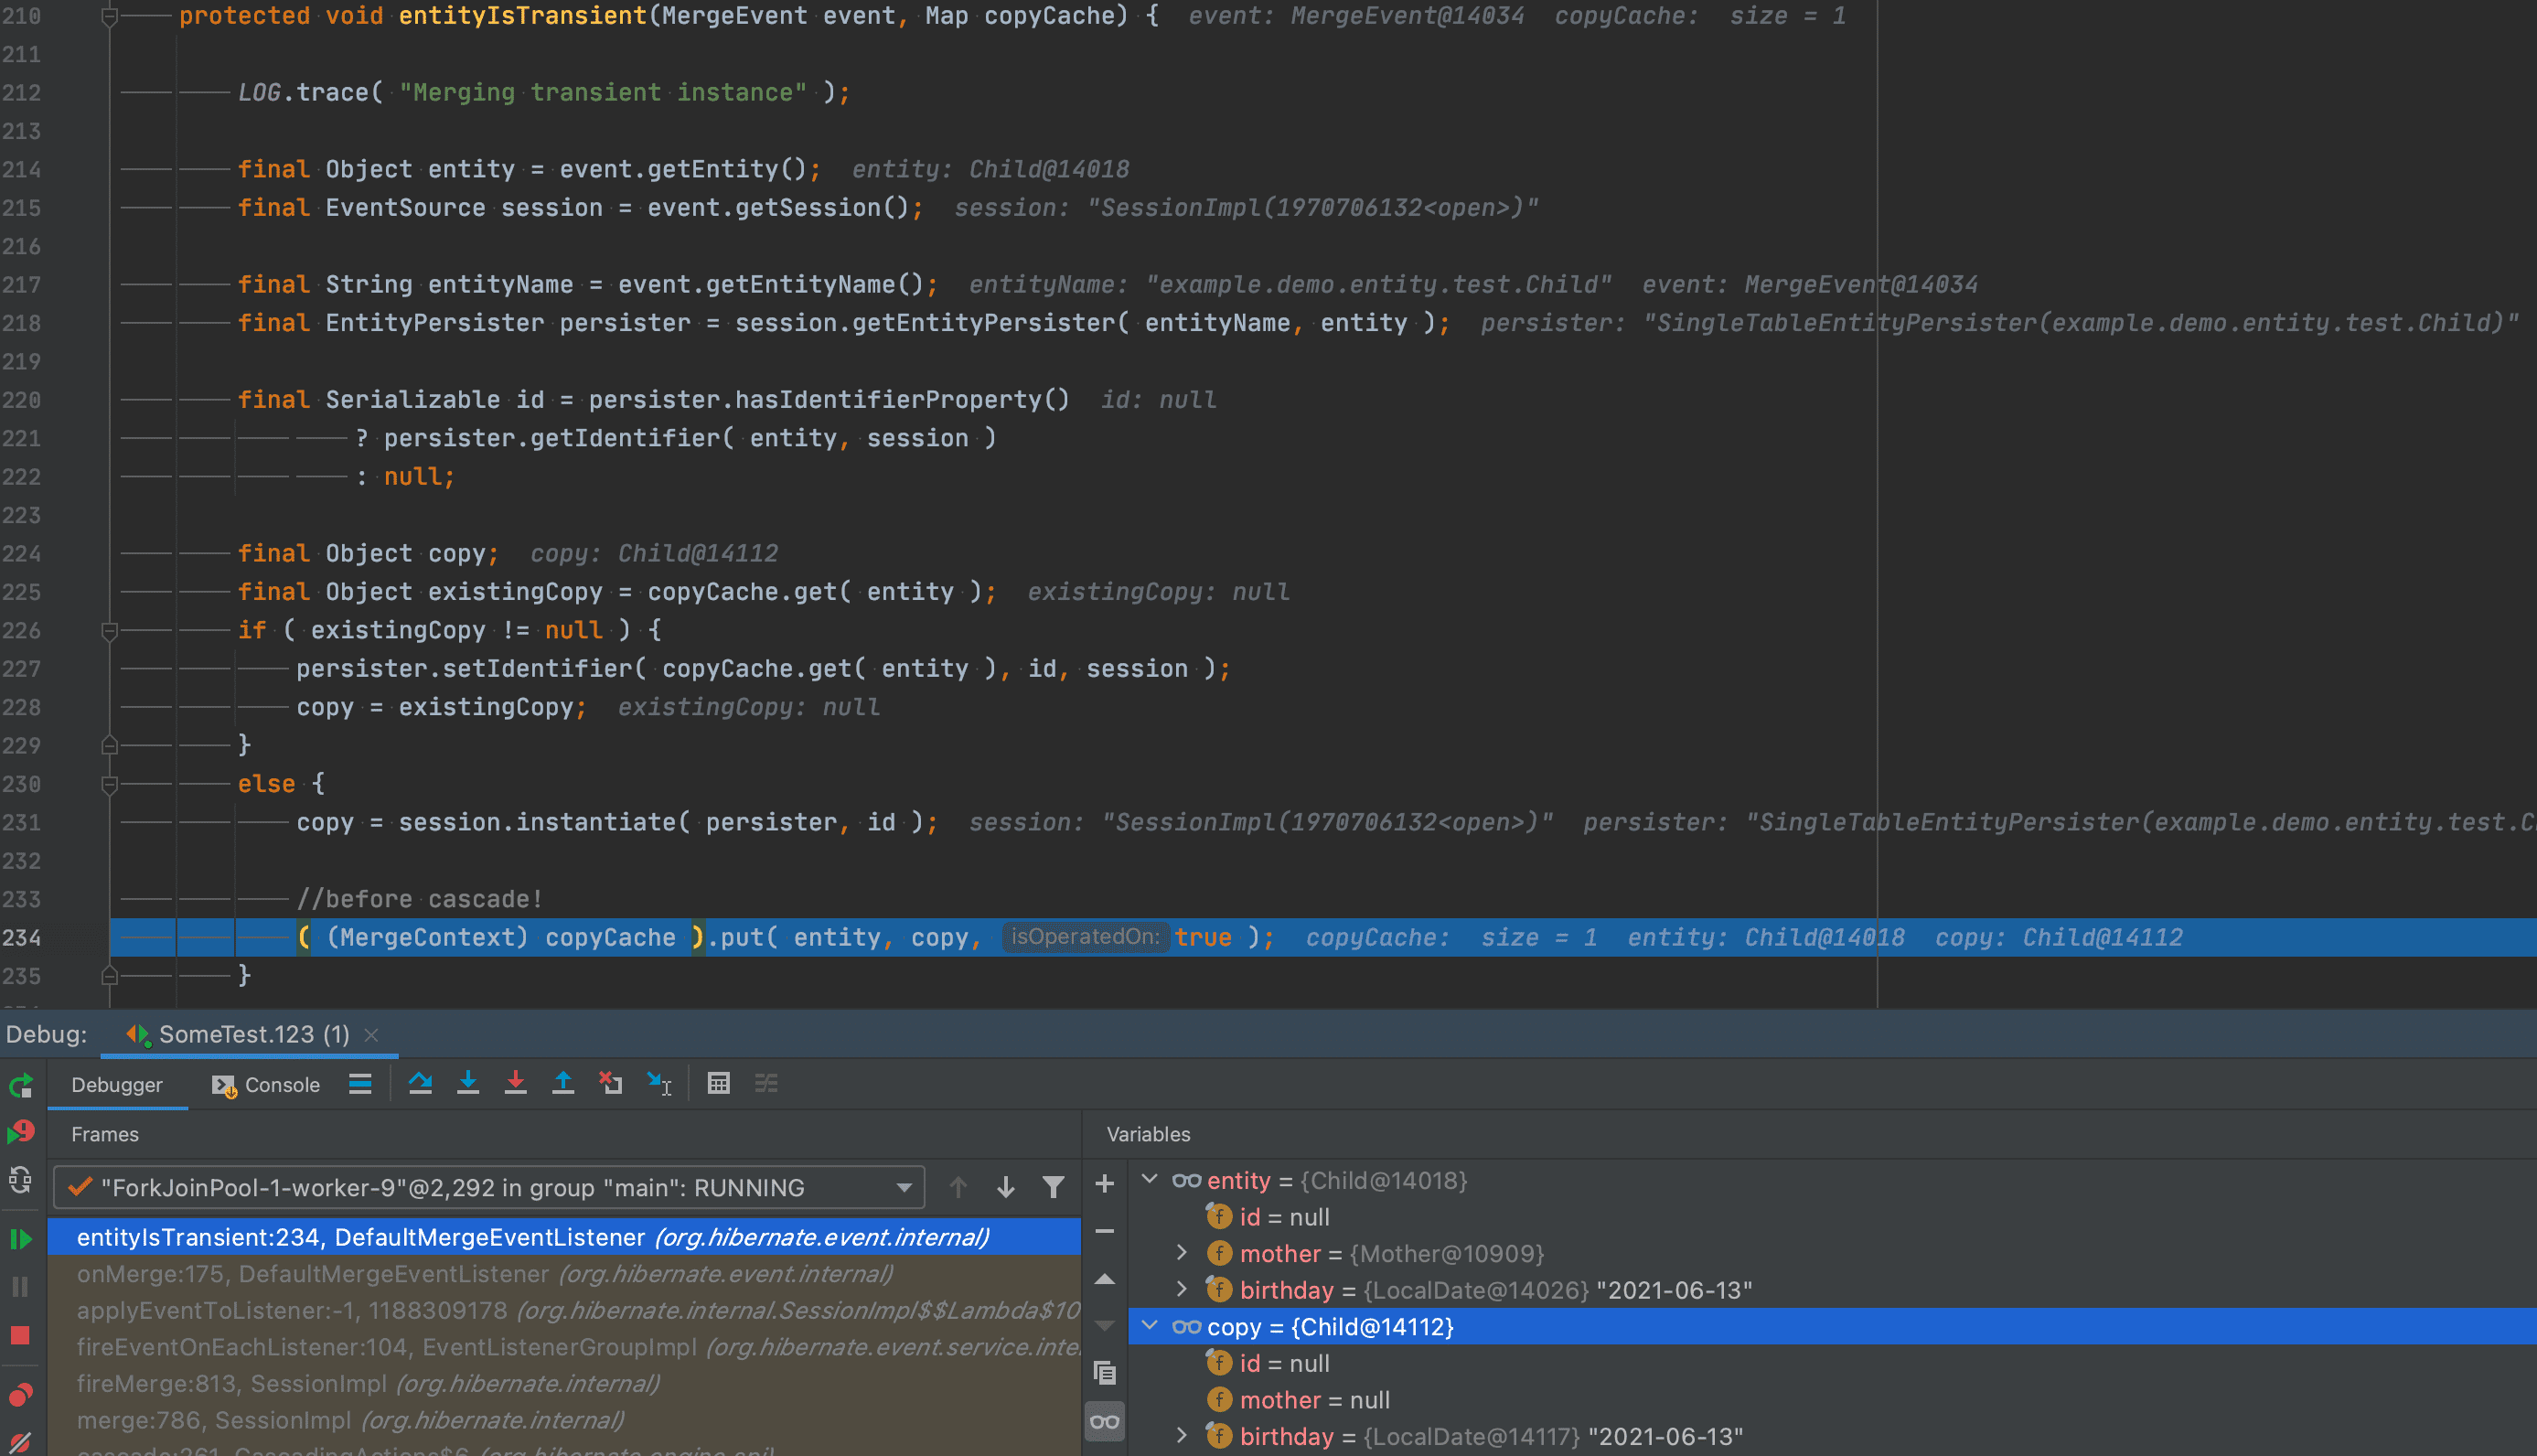 210 protected void entityIsTransient(MergeEvent event, Map copyCache) { event: MergeEvent@14034 copyCache: size = 1
211
212 LOG.trace( "Merging transient instance" );
213
214 final Object entity = event.getEntity(); entity: Child@14018
215 final EventSource session = event.getSession(); session: "SessionImpl(1970706132<open>)"
216
217 final String entityName = event.getEntityName(); entityName: "example.demo.entity.test.Child" event: MergeEvent@14034
218 final EntityPersister persister = session.getEntityPersister( entityName, entity ); persister: "SingleTableEntityPersister(example.demo.entity.test.Child)"
219
220 final Serializable id = persister.hasIdentifierProperty() id: null
221 ? persister.getIdentifier( entity, session )
222 : null;
223
224 final Object copy; copy: Child@14112
225 final Object existingCopy = copyCache.get( entity ); existingCopy: null
226 if ( existingCopy != null ) {
227 persister.setIdentifier( copyCache.get( entity ), id, session );
228 copy = existingCopy; existingCopy: null
229 }
230 else {
231 copy = session.instantiate( persister, id ); session: "SessionImpl(1970706132<open>)" persister: "SingleTableEntityPersister(example.demo.entity.test.C
232
233 //before cascade!
234 ( (MergeContext) copyCache ).put( entity, copy, isOperatedOn: true ); copyCache: size = 1 entity: Child@14018 copy: Child@14112
235 }
Debug: SomeTest.123 (1)
Debugger Console
Frames
Variables
"ForkJoinPool-1-worker-9"@2,292 in group "main": RUNNING
entityIsTransient:234, DefaultMergeEventListener (org.hibernate.event.internal)
onMerge:175, DefaultMergeEventListener (org.hibernate.event.internal)
applyEventToListener:-1, 1188309178 (org.hibernate.internal.SessionImpl$$Lambda$10
fireEventOnEachListener:104, EventListenerGroupImpl (org.hibernate.event.service.inte
fireMerge:813, SessionImpl (org.hibernate.internal)
merge:786, SessionImpl (org.hibernate.internal)
cascade:261, CascadingActions$6 (org.hibernate.engine.spi)
entity = {Child@14018}
id = null
mother = {Mother@10909}
birthday = {LocalDate@14026} "2021-06-13"
copy = {Child@14112}
id = null
mother = null
birthday = {LocalDate@14117} "2021-06-13"